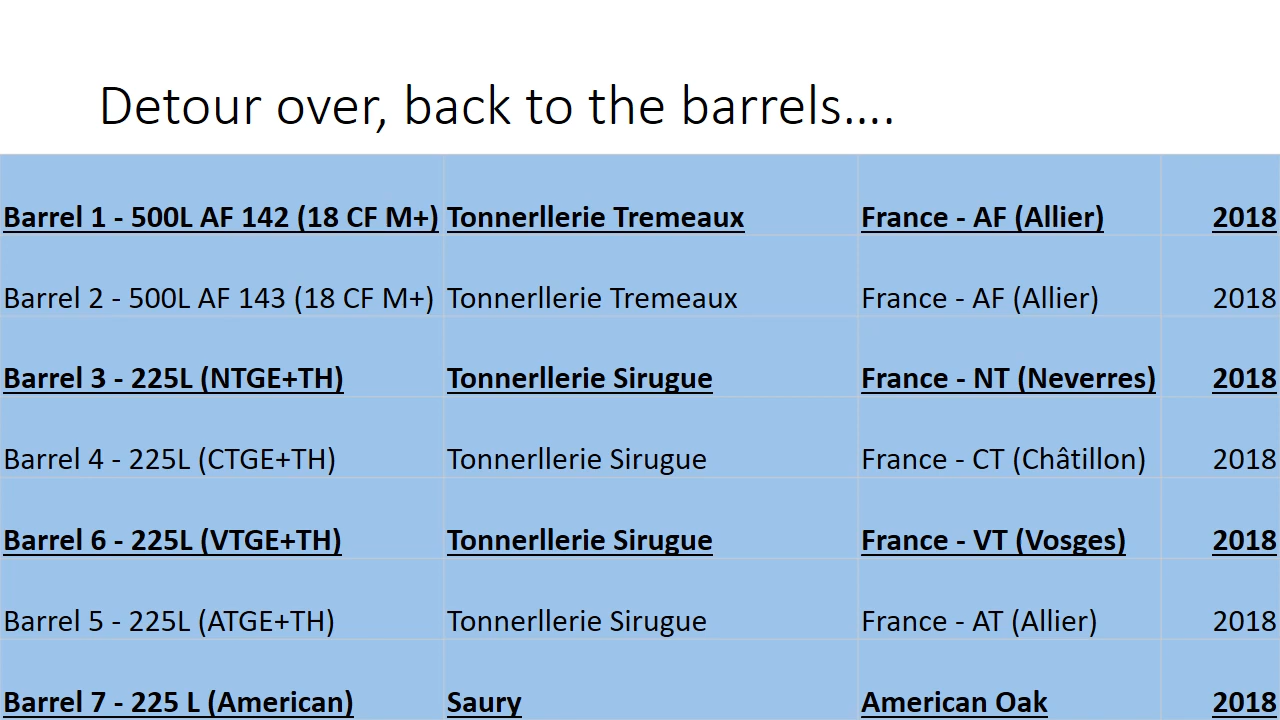 Detour over, back to the barrels….
Barrel 1 - 500L AF 142 (18 CF M+) Tonnerllerie Tremeaux France - AF (Allier) 2018
Barrel 2 - 500L AF 143 (18 CF M+) Tonnerllerie Tremeaux France - AF (Allier) 2018
Barrel 3 - 225L (NTGE+TH) Tonnerllerie Sirugue France - NT (Neverres) 2018
Barrel 4 - 225L (CTGE+TH) Tonnerllerie Sirugue France - CT (Châtillon) 2018
Barrel 6 - 225L (VTGE+TH) Tonnerllerie Sirugue France - VT (Vosges) 2018
Barrel 5 - 225L (ATGE+TH) Tonnerllerie Sirugue France - AT (Allier) 2018
Barrel 7 - 225 L (American) Saury American Oak 2018